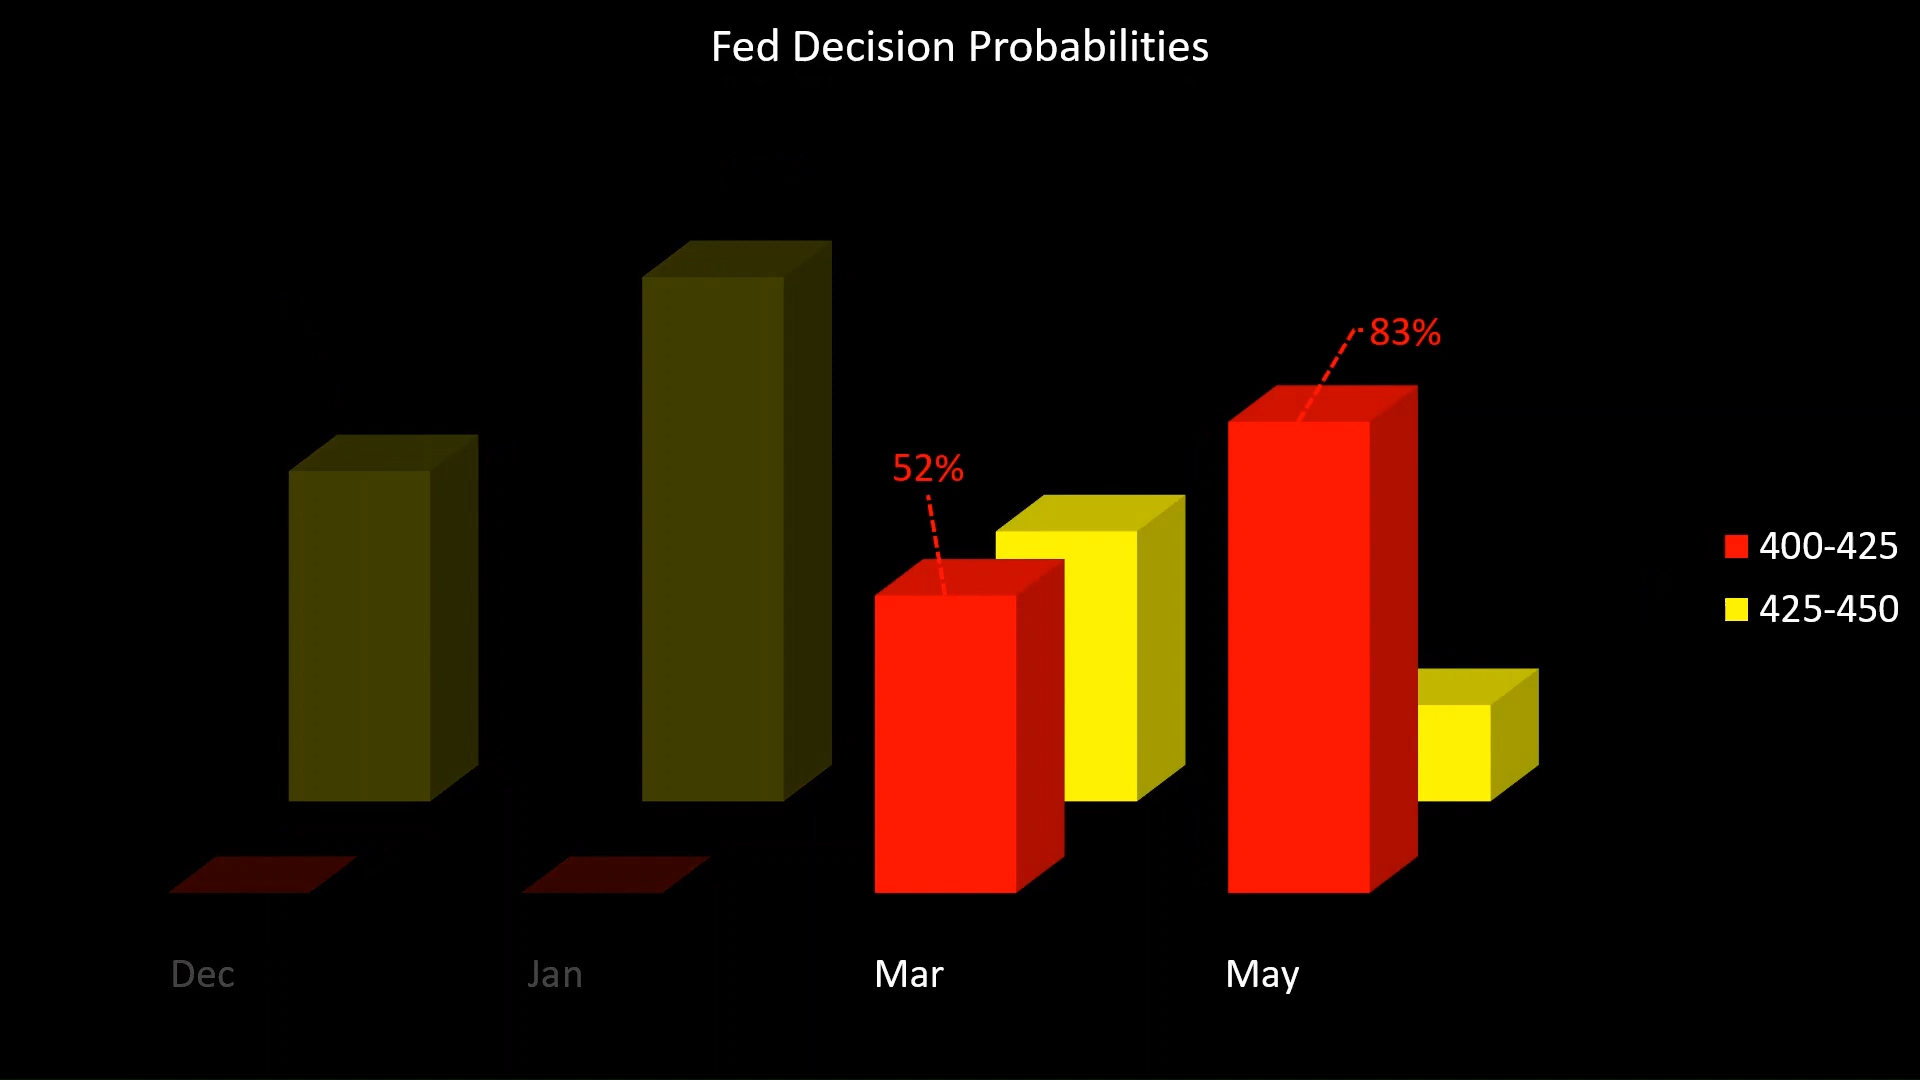 Fed Decision Probabilities
83%
52%
400-425
425-450
Dec
Jan
Mar
May